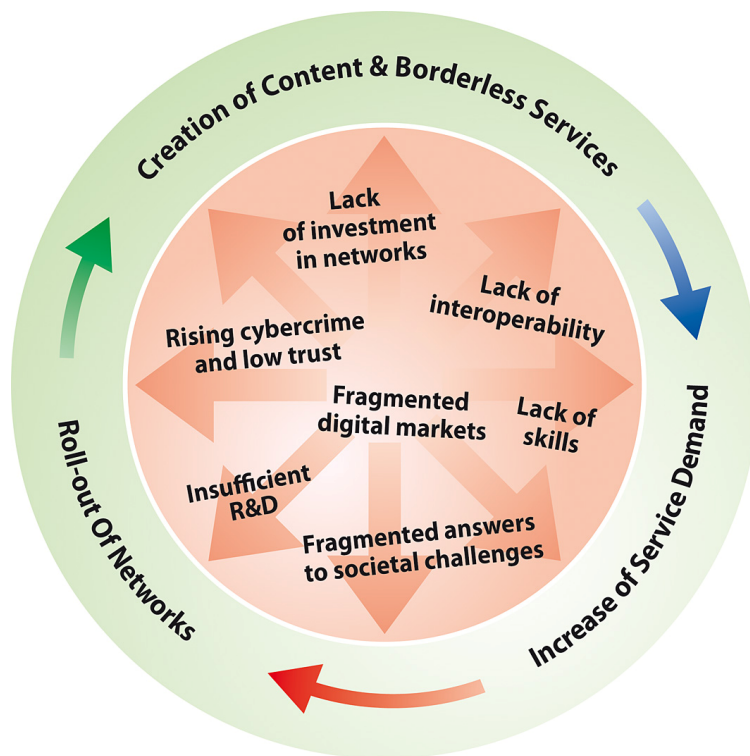 Creation of Content & Borderless Services
Lack
of investment
in networks
Lack of
interoperability
Rising cybercrime
and low trust
Fragmented
digital markets
Lack of
skills
Insufficient
R&D
Fragmented answers
to societal challenges
Increase of Service Demand
Roll-out Of Networks